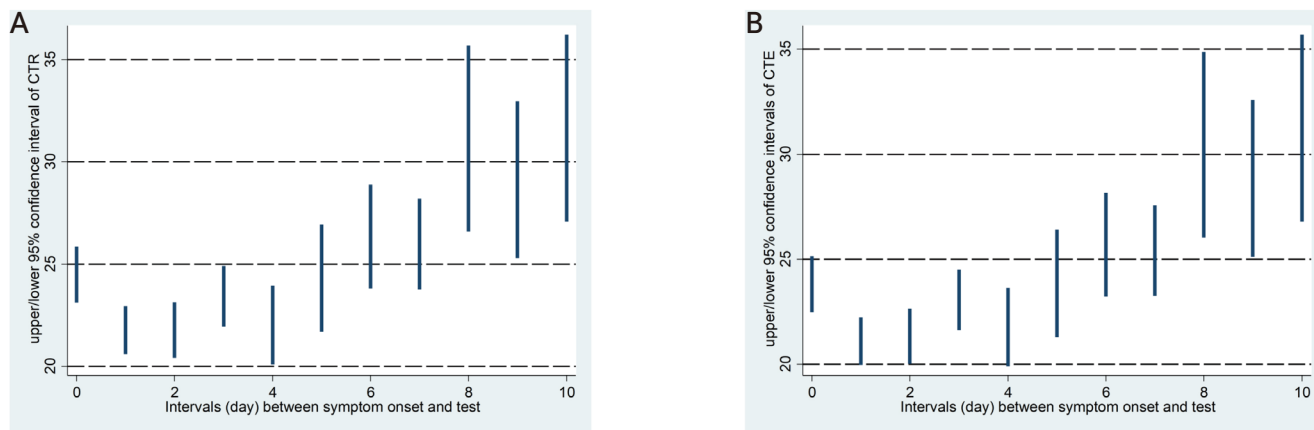 A
upper/lower 95% confidence interval of CTR
35
30
25
20
0 2 4 6 8 10
Intervals (day) between symptom onset and test
B
upper/lower 95% confidence intervals of CTE
35
30
25
20
0 2 4 6 8 10
Intervals (day) between symptom onset and test